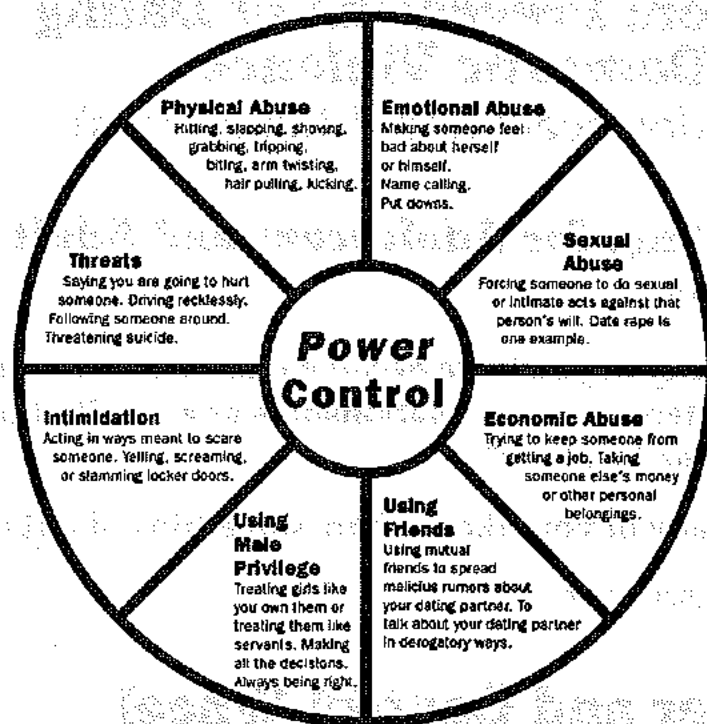 Physical Abuse
Hitting, slapping, shoving,
grabbing, tripping,
biting, arm twisting,
hair pulling, kicking.
Emotional Abuse
Making someone feel
bad about herself
or himself.
Name calling.
Put downs.
Sexual
Abuse
Forcing someone to do sexual
or intimate acts against that
person's will. Date rape is
one example.
Economic Abuse
Trying to keep someone from
getting a job. Taking
someone else's money
or other personal
belongings.
Using
Friends
Using mutual
friends to spread
malicius rumors about
your dating partner. To
talk about your dating partner
in derogatory ways.
Using
Male
Privilege
Treating girls like
you own them or
treating them like
servants. Making
all the decisions.
Always being right.
Intimidation
Acting in ways meant to scare
someone. Yelling, screaming,
or slamming locker doors.
Threats
Saying you are going to hurt
someone. Driving recklessly.
Following someone around.
Threatening suicide.
Power
Control